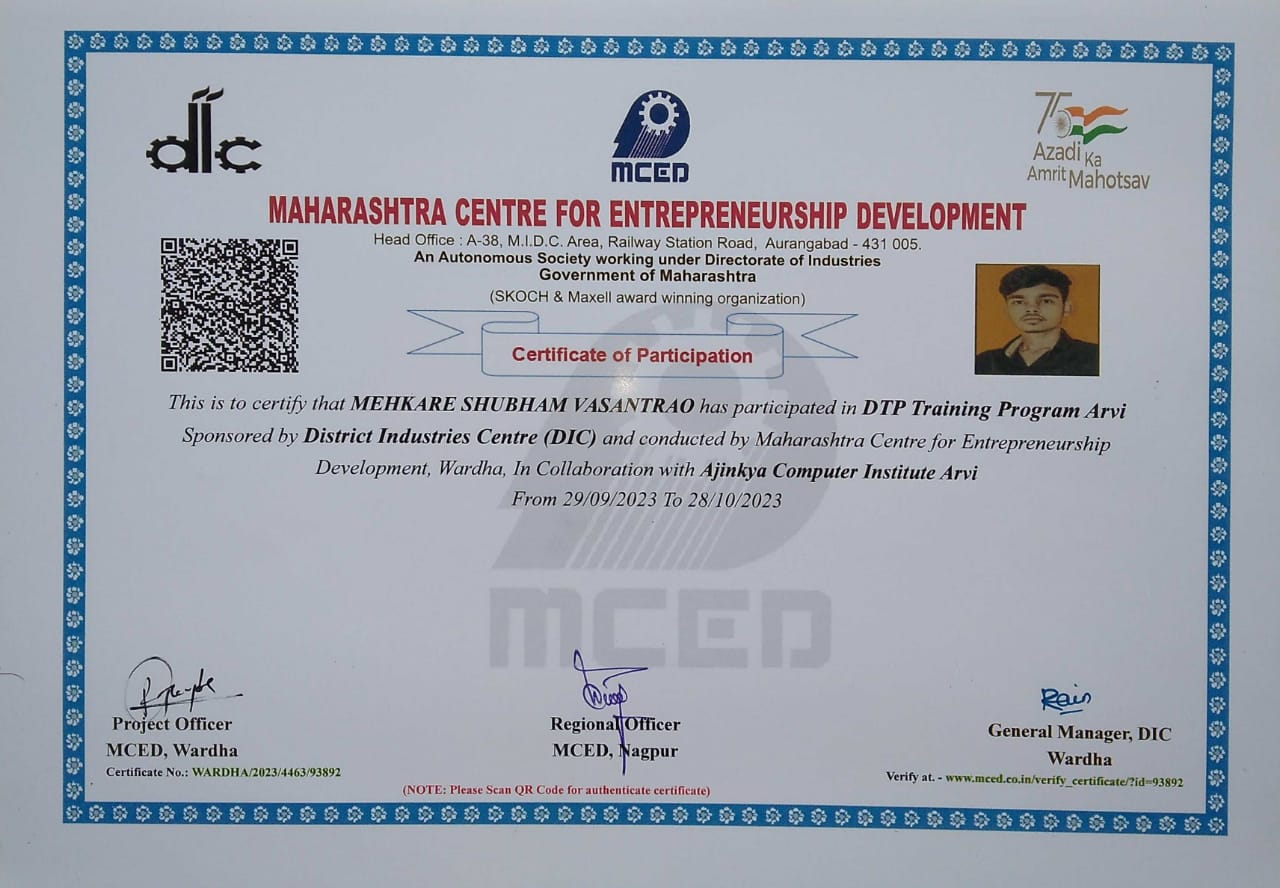 dic
MCED
75
Azadi Ka
Amrit Mahotsav
MAHARASHTRA CENTRE FOR ENTREPRENEURSHIP DEVELOPMENT
Head Office : A-38, M.I.D.C. Area, Railway Station Road, Aurangabad - 431 005.
An Autonomous Society working under Directorate of Industries
Government of Maharashtra
(SKOCH & Maxell award winning organization)
Certificate of Participation
This is to certify that MEHKARE SHUBHAM VASANTRAO has participated in DTP Training Program Arvi
Sponsored by District Industries Centre (DIC) and conducted by Maharashtra Centre for Entrepreneurship
Development, Wardha, In Collaboration with Ajinkya Computer Institute Arvi
From 29/09/2023 To 28/10/2023
MCED
Project Officer
MCED, Wardha
Certificate No.: WARDHA/2023/4463/93892
Regional Officer
MCED, Nagpur
General Manager, DIC
Wardha
Verify at. - www.mced.co.in/verify_certificate/?id=93892
(NOTE: Please Scan QR Code for authenticate certificate)